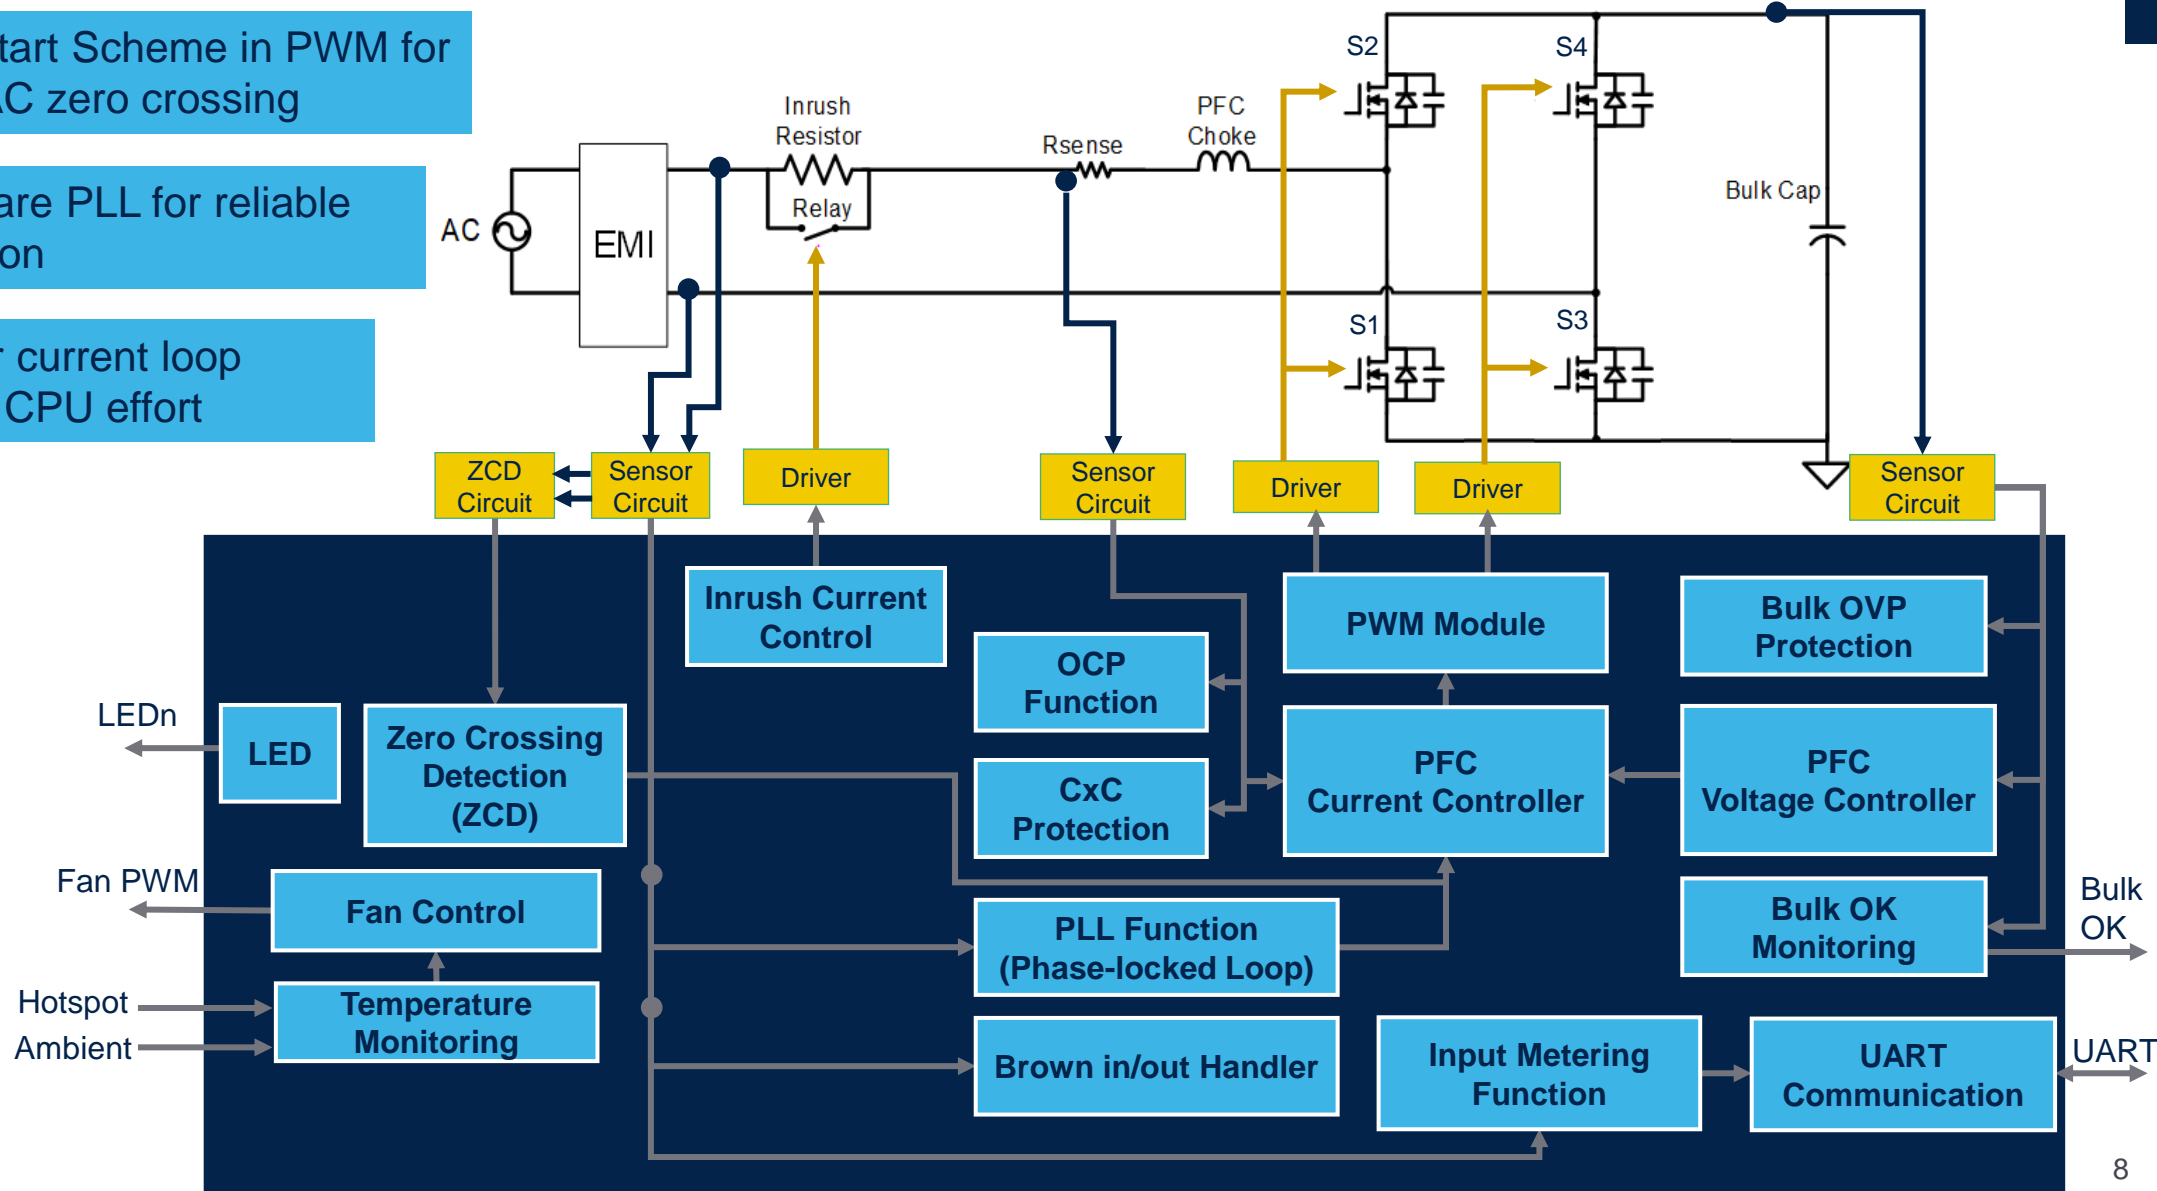 tart Scheme in PWM for
AC zero crossing
are PLL for reliable
on
r current loop
CPU effort
S2
S4
Inrush
Resistor
Relay
Rsense
PFC
Choke
Bulk Cap
AC
EMI
S1
S3
ZCD
Circuit
Sensor
Circuit
Driver
Sensor
Circuit
Driver
Driver
Sensor
Circuit
Inrush Current
Control
OCP
Function
PWM Module
Bulk OVP
Protection
LEDn
LED
Zero Crossing
Detection
(ZCD)
CxC
Protection
PFC
Current Controller
PFC
Voltage Controller
Fan PWM
Fan Control
PLL Function
(Phase-locked Loop)
Bulk OK
Monitoring
Bulk
OK
Hotspot
Ambient
Temperature
Monitoring
Brown in/out Handler
Input Metering
Function
UART
Communication
UART
8